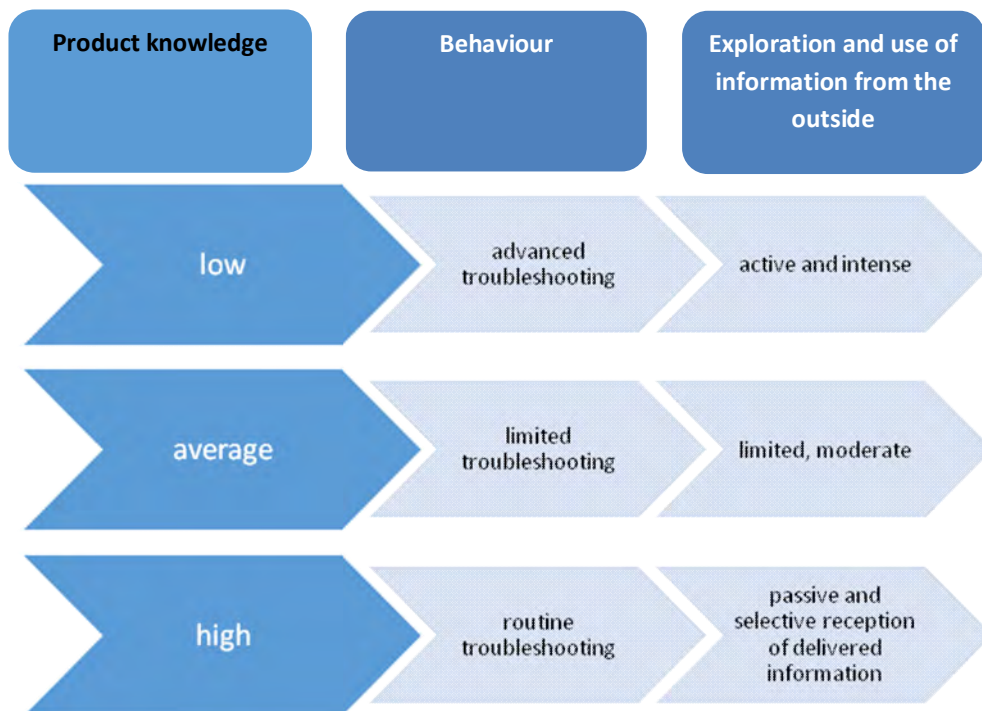 Product knowledge
Behaviour
Exploration and use of
information from the
outside
low
advanced
troubleshooting
active and intense
average
limited
troubleshooting
limited, moderate
high
routine
troubleshooting
passive and
selective reception
of delivered
information